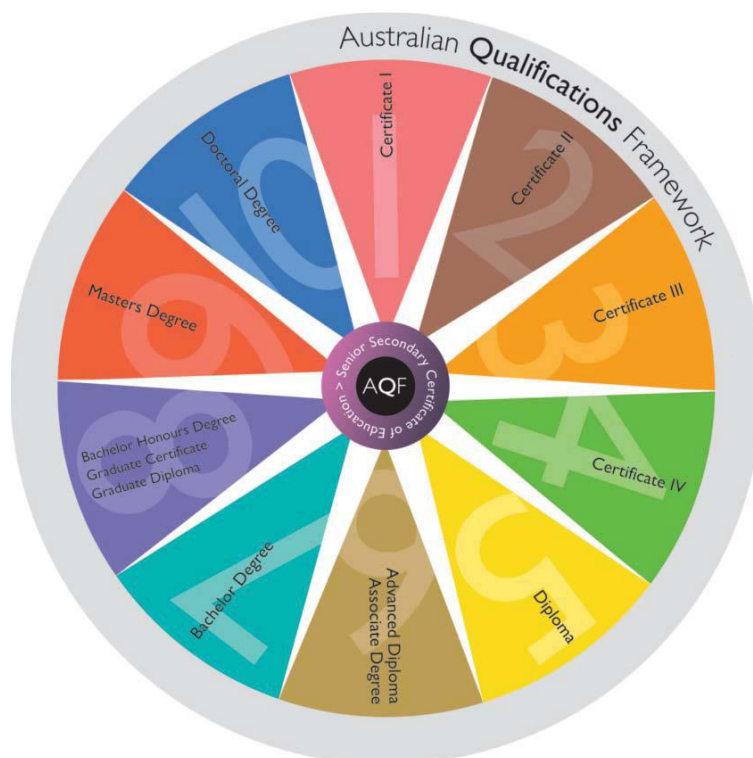 Australian Qualifications Framework
1
Certificate I
2
Certificate II
3
Certificate III
4
Certificate IV
5
Diploma
6
Advanced Diploma
Associate Degree
7
Bachelor Degree
8
Bachelor Honours Degree
Graduate Certificate
Graduate Diploma
9
Masters Degree
10
Doctoral Degree
Senior Secondary Certificate of Education >
AQF